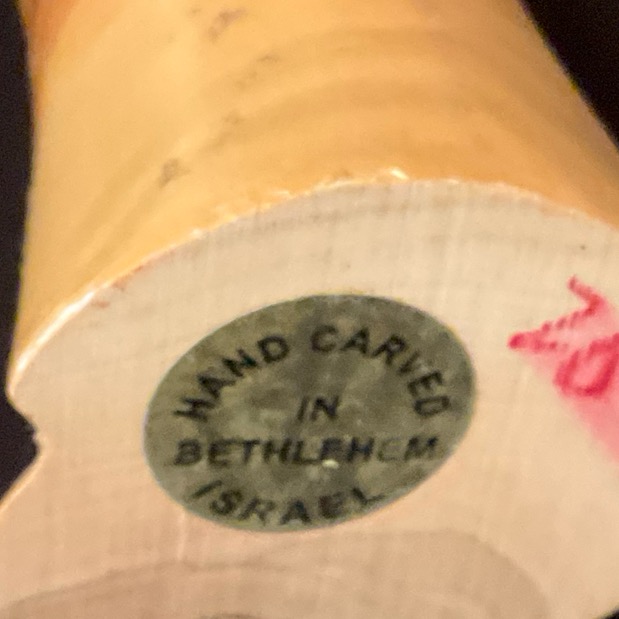 HAND CARVED
IN
BETHLEHEM
ISRAEL